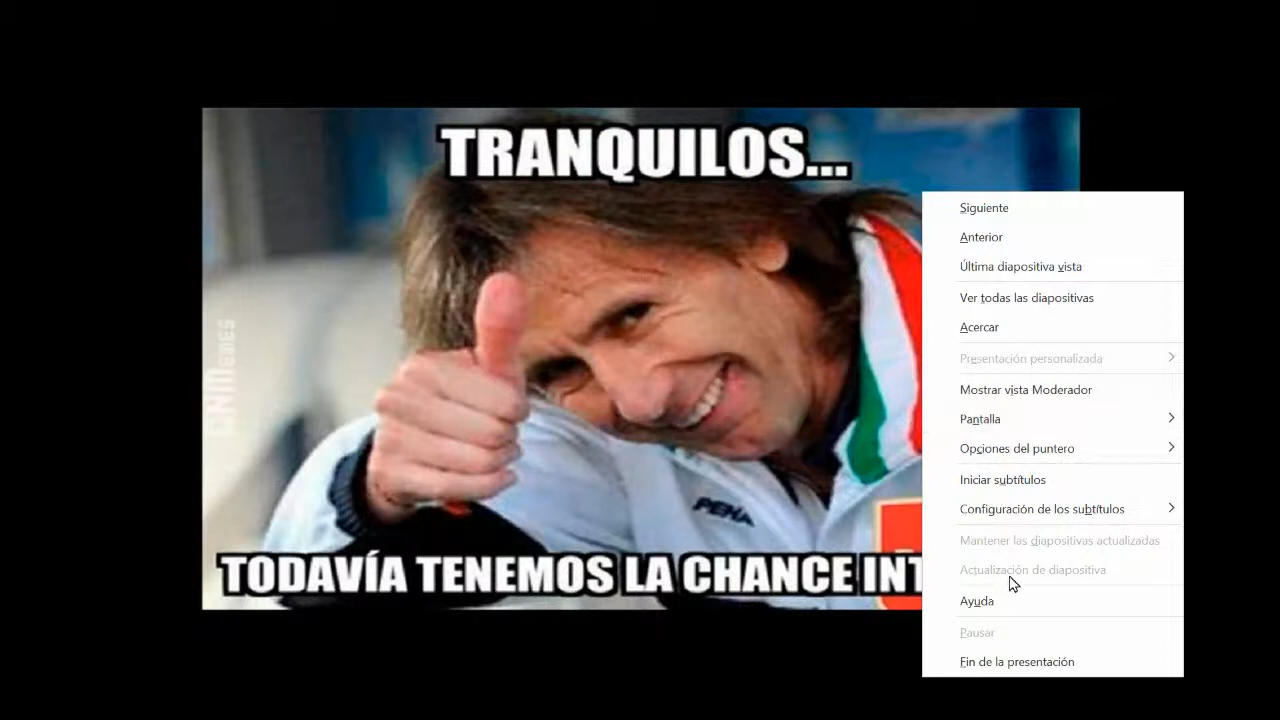 TRANQUILOS...
TODAVÍA TENEMOS LA CHANCE INT
PEÑA
Siguiente
Anterior
Última diapositiva vista
Ver todas las diapositivas
Acercar
Presentación personalizada
Mostrar vista Moderador
Pantalla
Opciones del puntero
Iniciar subtítulos
Configuración de los subtítulos
Mantener las diapositivas actualizadas
Actualización de diapositiva
Ayuda
Pausar
Fin de la presentación